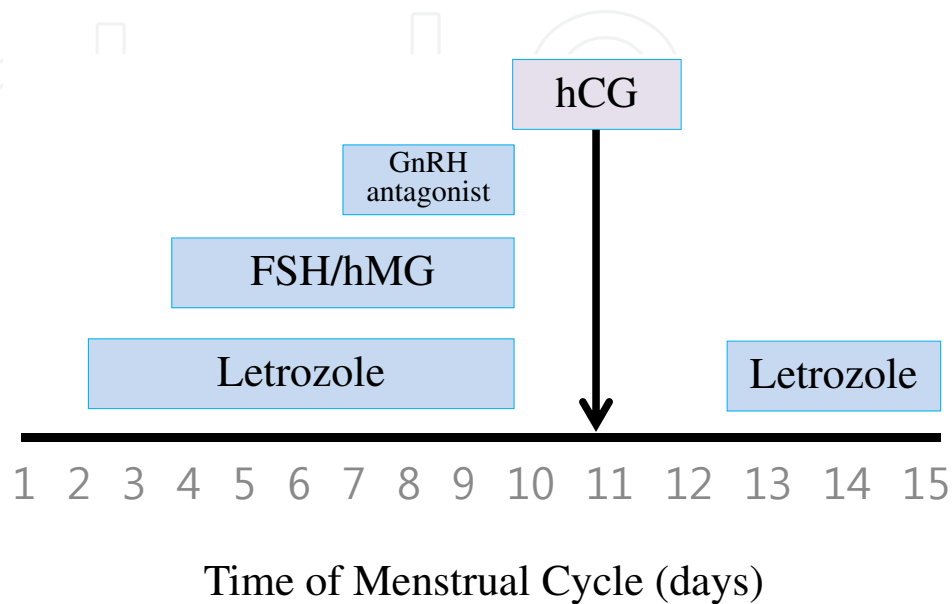 hCG
GnRH
antagonist
FSH/hMG
Letrozole
Letrozole
1 2 3 4 5 6 7 8 9 10 11 12 13 14 15
Time of Menstrual Cycle (days)